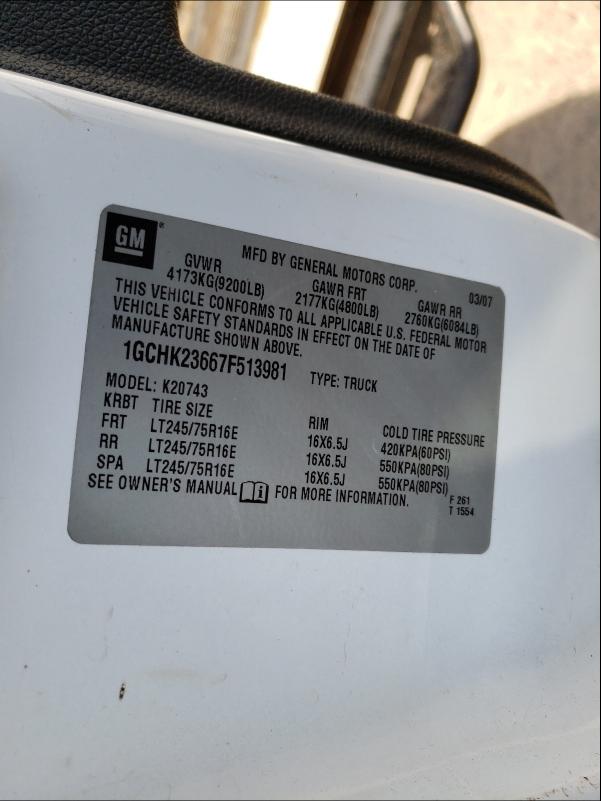 GM
MFD BY GENERAL MOTORS CORP. 03/07
GVWR GAWR FRT GAWR RR
4173KG(9200LB) 2177KG(4800LB) 2760KG(6084LB)
THIS VEHICLE CONFORMS TO ALL APPLICABLE U.S. FEDERAL MOTOR
VEHICLE SAFETY STANDARDS IN EFFECT ON THE DATE OF
MANUFACTURE SHOWN ABOVE.
1GCHK23667F513981 TYPE: TRUCK
MODEL: K20743
KRBT TIRE SIZE RIM COLD TIRE PRESSURE
FRT LT245/75R16E 16X6.5J 420KPA(60PSI)
RR LT245/75R16E 16X6.5J 550KPA(80PSI)
SPA LT245/75R16E 16X6.5J 550KPA(80PSI)
SEE OWNER'S MANUAL FOR MORE INFORMATION. F 261
T 1554